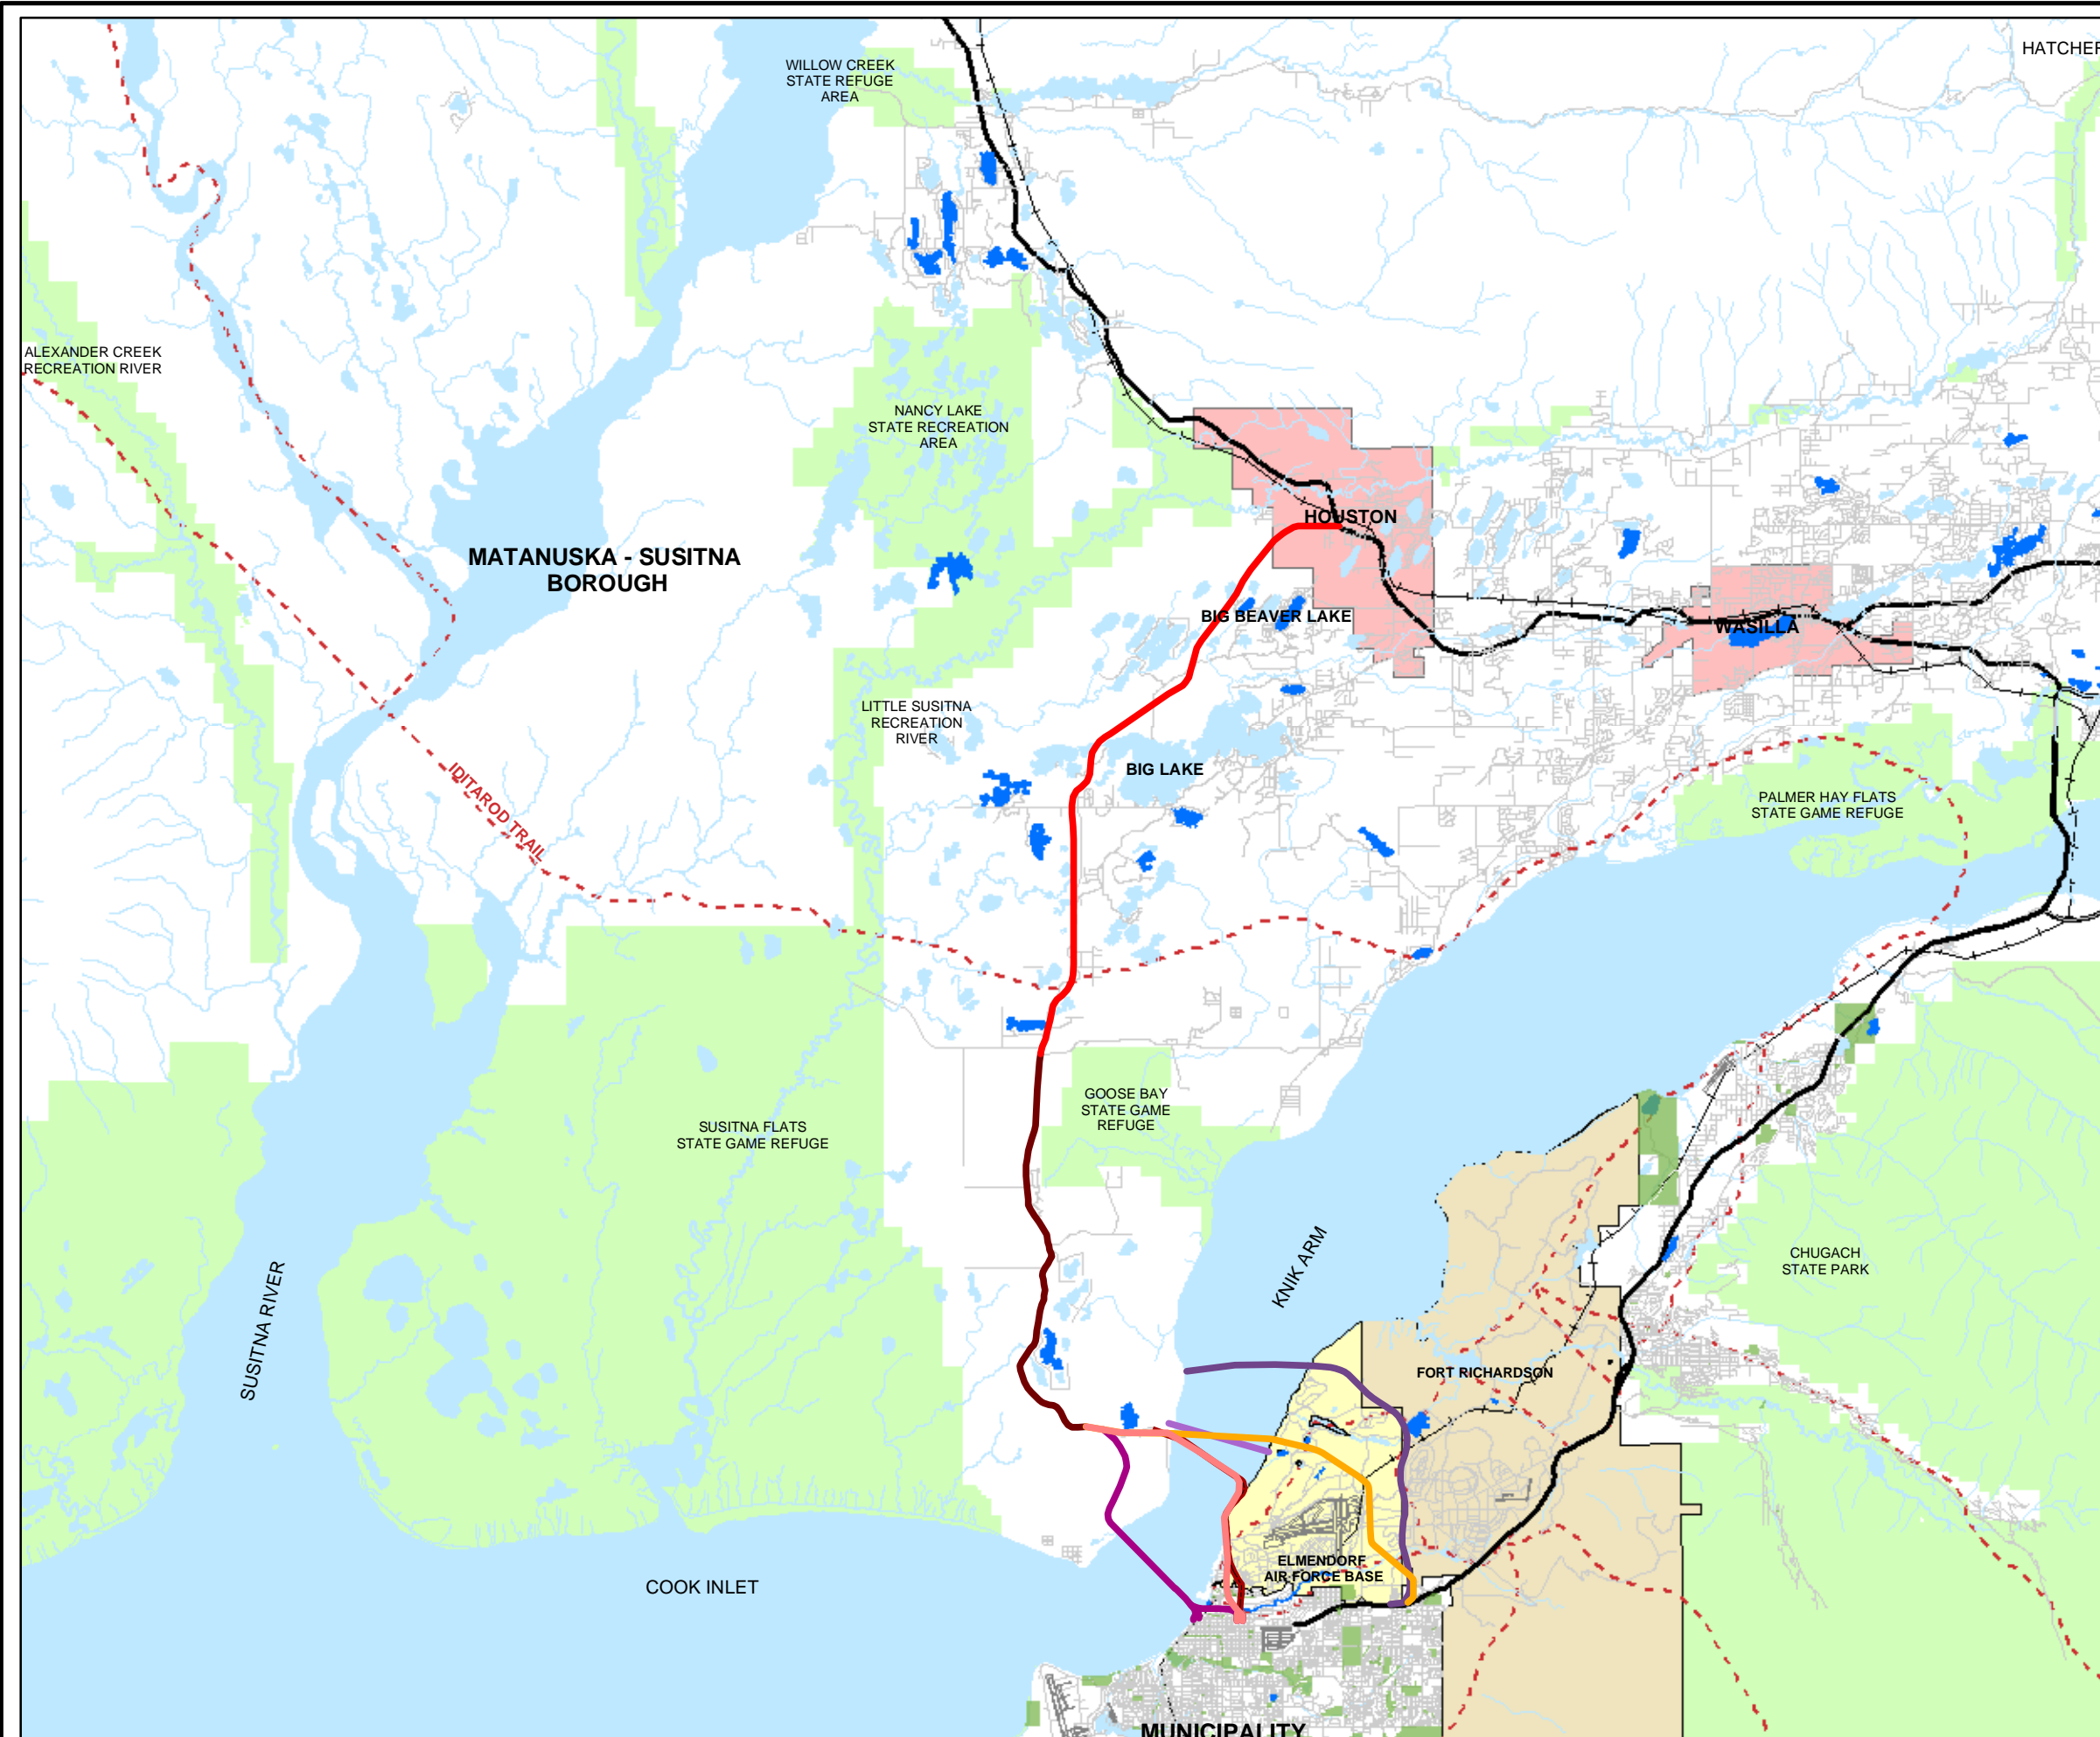 HATCHER
WILLOW CREEK
STATE REFUGE
AREA
ALEXANDER CREEK
RECREATION RIVER
NANCY LAKE
STATE RECREATION
AREA
HOUSTON
MATANUSKA - SUSITNA
BOROUGH
BIG BEAVER LAKE
WASILLA
LITTLE SUSITNA
RECREATION
RIVER
BIG LAKE
IDITAROD TRAIL
PALMER HAY FLATS
STATE GAME REFUGE
GOOSE BAY
STATE GAME
REFUGE
SUSITNA FLATS
STATE GAME REFUGE
KNIK ARM
CHUGACH
STATE PARK
SUSITNA RIVER
FORT RICHARDSON
ELMENDORF
AIR FORCE BASE
COOK INLET
MUNICIPALITY